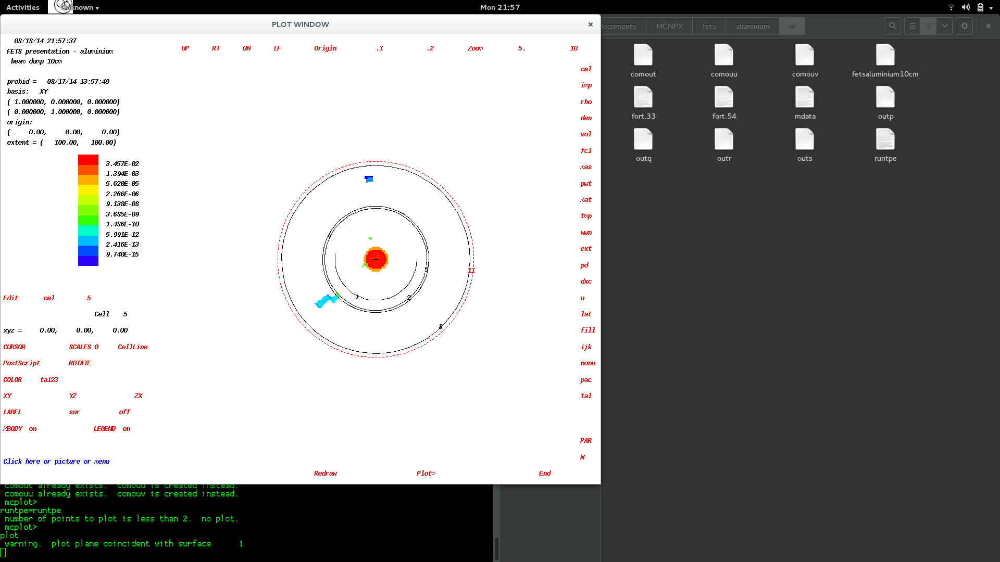 Activities
Unknown
Mon 21:57
PLOT WINDOW
Documents MCNPX fets aluminium al
08/18/14 21:57:37
FETS presentation - aluminium
beam dump 10cm
probid = 08/17/14 13:57:49
basis: XY
( 1.000000, 0.000000, 0.000000)
( 0.000000, 1.000000, 0.000000)
origin:
( 0.00, 0.00, 0.00)
extent = ( 100.00, 100.00)
UP RT DN LF Origin .1 .2 Zoom 5. 10
3.457E-02
1.394E-03
5.620E-05
2.266E-06
9.138E-08
3.685E-09
1.486E-10
5.991E-12
2.416E-13
9.740E-15
5
11
1
2
8
cel
imp
rho
den
vol
fcl
mas
pwt
mat
tmp
wwn
ext
pd
dxc
u
lat
fill
ijk
nonu
pac
tal
PAR
N
Edit cel 5
Cell 5
xyz = 0.00, 0.00, 0.00
CURSOR SCALES 0 CellLine
PostScript ROTATE
COLOR tal23
XY YZ ZX
LABEL sur off
MBODY on LEGEND on
Click here or picture or menu
Redraw Plot> End
comout already exists. comouu is created instead.
comouu already exists. comouv is created instead.
mcplot>
runtpe=runtpe
number of points to plot is less than 2. no plot.
mcplot>
plot
warning. plot plane coincident with surface 1
comout comouu comouv fetsaluminium10cm
fort.33 fort.54 mdata outp
outq outr outs runtpe